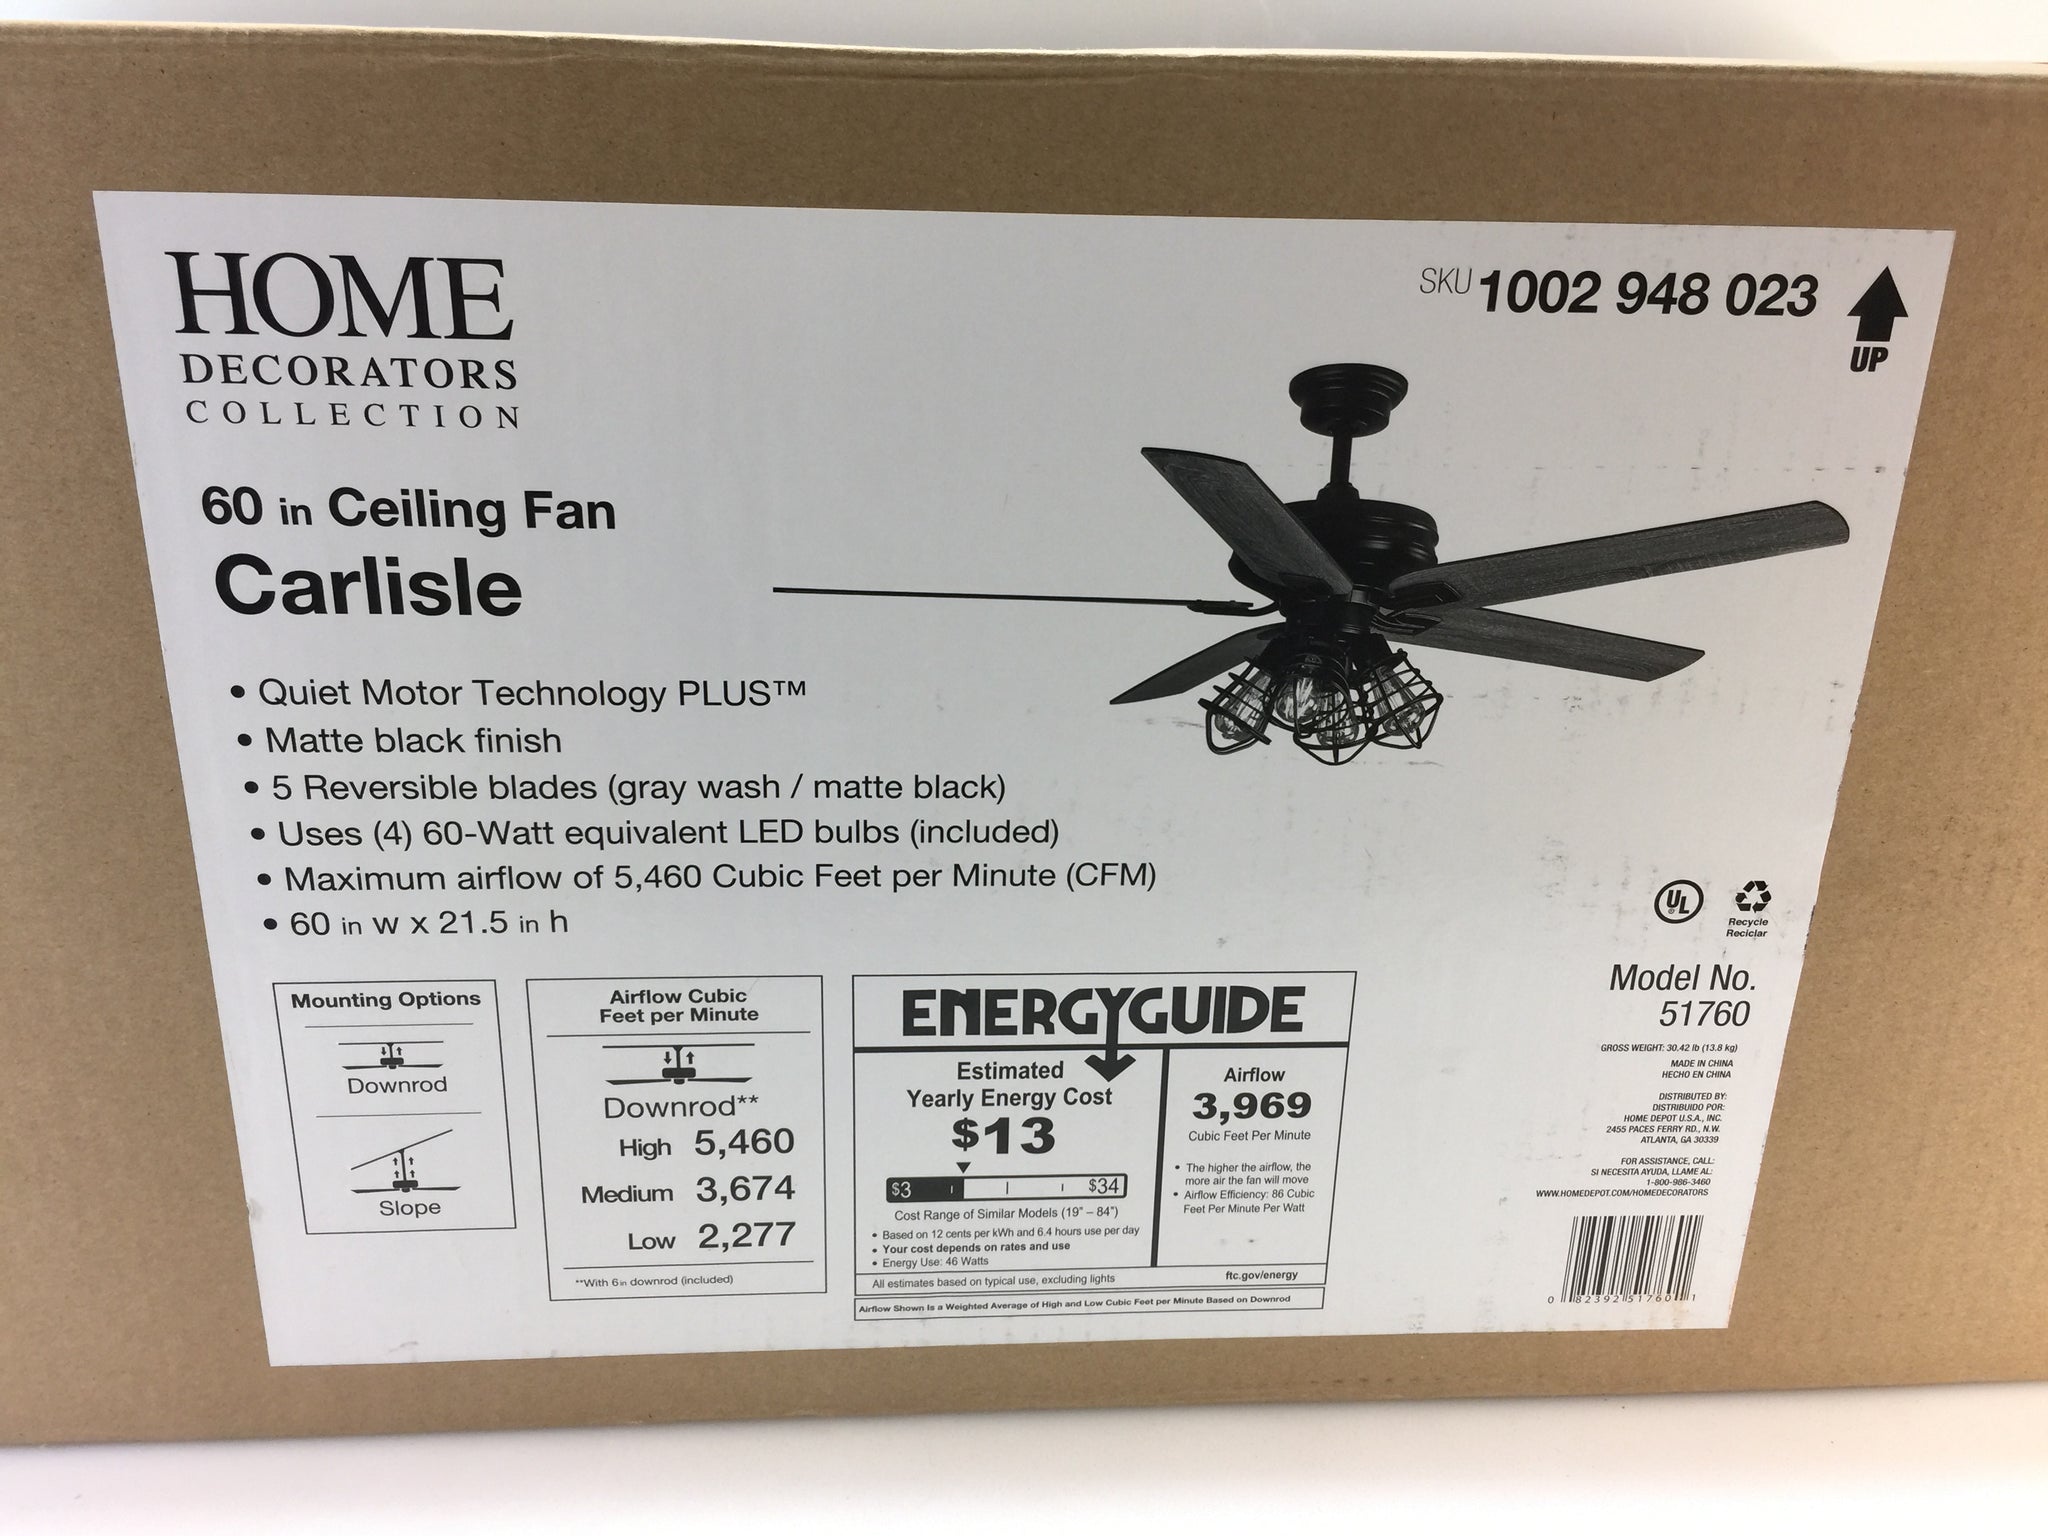 HOME
DECORATORS
COLLECTION
SKU 1002 948 023
UP
60 in Ceiling Fan
Carlisle
• Quiet Motor Technology PLUS™
• Matte black finish
• 5 Reversible blades (gray wash / matte black)
• Uses (4) 60-Watt equivalent LED bulbs (included)
• Maximum airflow of 5,460 Cubic Feet per Minute (CFM)
• 60 in w x 21.5 in h
Mounting Options
Downrod
Slope
Airflow Cubic
Feet per Minute
Downrod**
High 5,460
Medium 3,674
Low 2,277
**With 6 in downrod (included)
ENERGYGUIDE
Estimated
Yearly Energy Cost
$13
$3 $34
Cost Range of Similar Models (19" – 84")
• Based on 12 cents per kWh and 6.4 hours use per day
• Your cost depends on rates and use
• Energy Use: 46 Watts
All estimates based on typical use, excluding lights
Airflow
3,969
Cubic Feet Per Minute
• The higher the airflow, the
more air the fan will move
• Airflow Efficiency: 86 Cubic
Feet Per Minute Per Watt
ftc.gov/energy
Airflow Shown Is a Weighted Average of High and Low Cubic Feet per Minute Based on Downrod
UL ®
Recycle
Reciclar
Model No.
51760
GROSS WEIGHT: 30.42 lb (13.8 kg)
MADE IN CHINA
HECHO EN CHINA
DISTRIBUTED BY:
DISTRIBUIDO POR:
HOME DEPOT U.S.A., INC.
2455 PACES FERRY RD., N.W.
ATLANTA, GA 30339
FOR ASSISTANCE, CALL:
SI NECESITA AYUDA, LLAME AL:
1-800-986-3460
WWW.HOMEDEPOT.COM/HOMEDECORATORS
0 82392 51760 1